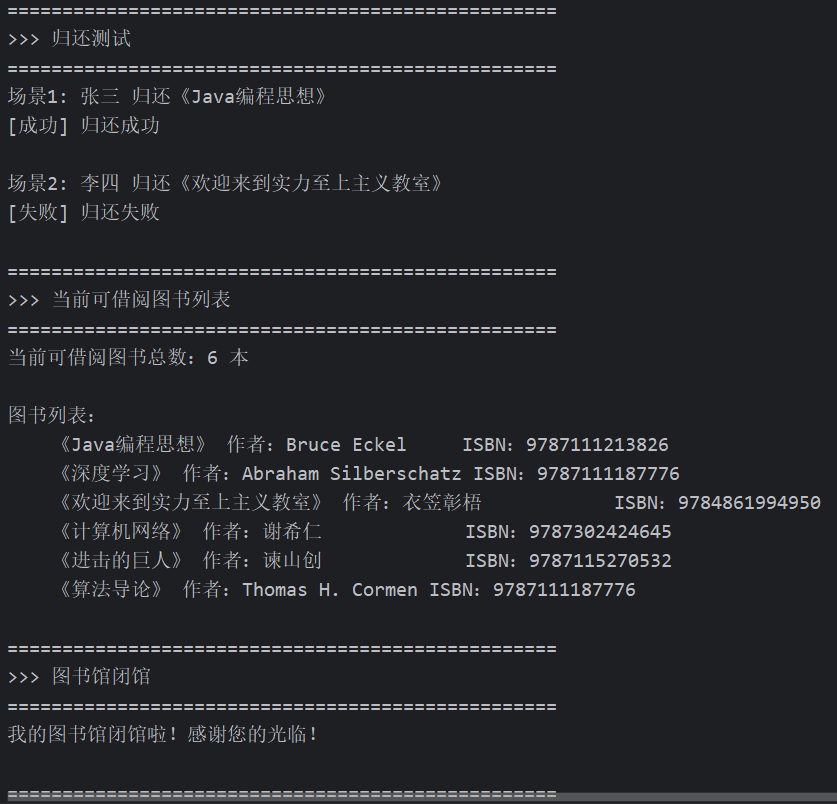 ==================================================
>>> 归还测试
==================================================
场景1: 张三 归还《Java编程思想》
[成功] 归还成功
场景2: 李四 归还《欢迎来到实力至上主义教室》
[失败] 归还失败
==================================================
>>> 当前可借阅图书列表
==================================================
当前可借阅图书总数: 6 本
图书列表:
《Java编程思想》 作者: Bruce Eckel     ISBN: 9787111213826
《深度学习》 作者: Abraham Silberschatz ISBN: 9787111187776
《欢迎来到实力至上主义教室》 作者: 衣笠彰梧            ISBN: 9784861994950
《计算机网络》 作者: 谢希仁             ISBN: 9787302424645
《进击的巨人》 作者: 谏山创             ISBN: 9787115270532
《算法导论》 作者: Thomas H. Cormen ISBN: 9787111187776
==================================================
>>> 图书馆闭馆
==================================================
我的图书馆闭馆啦! 感谢您的光临!
==================================================